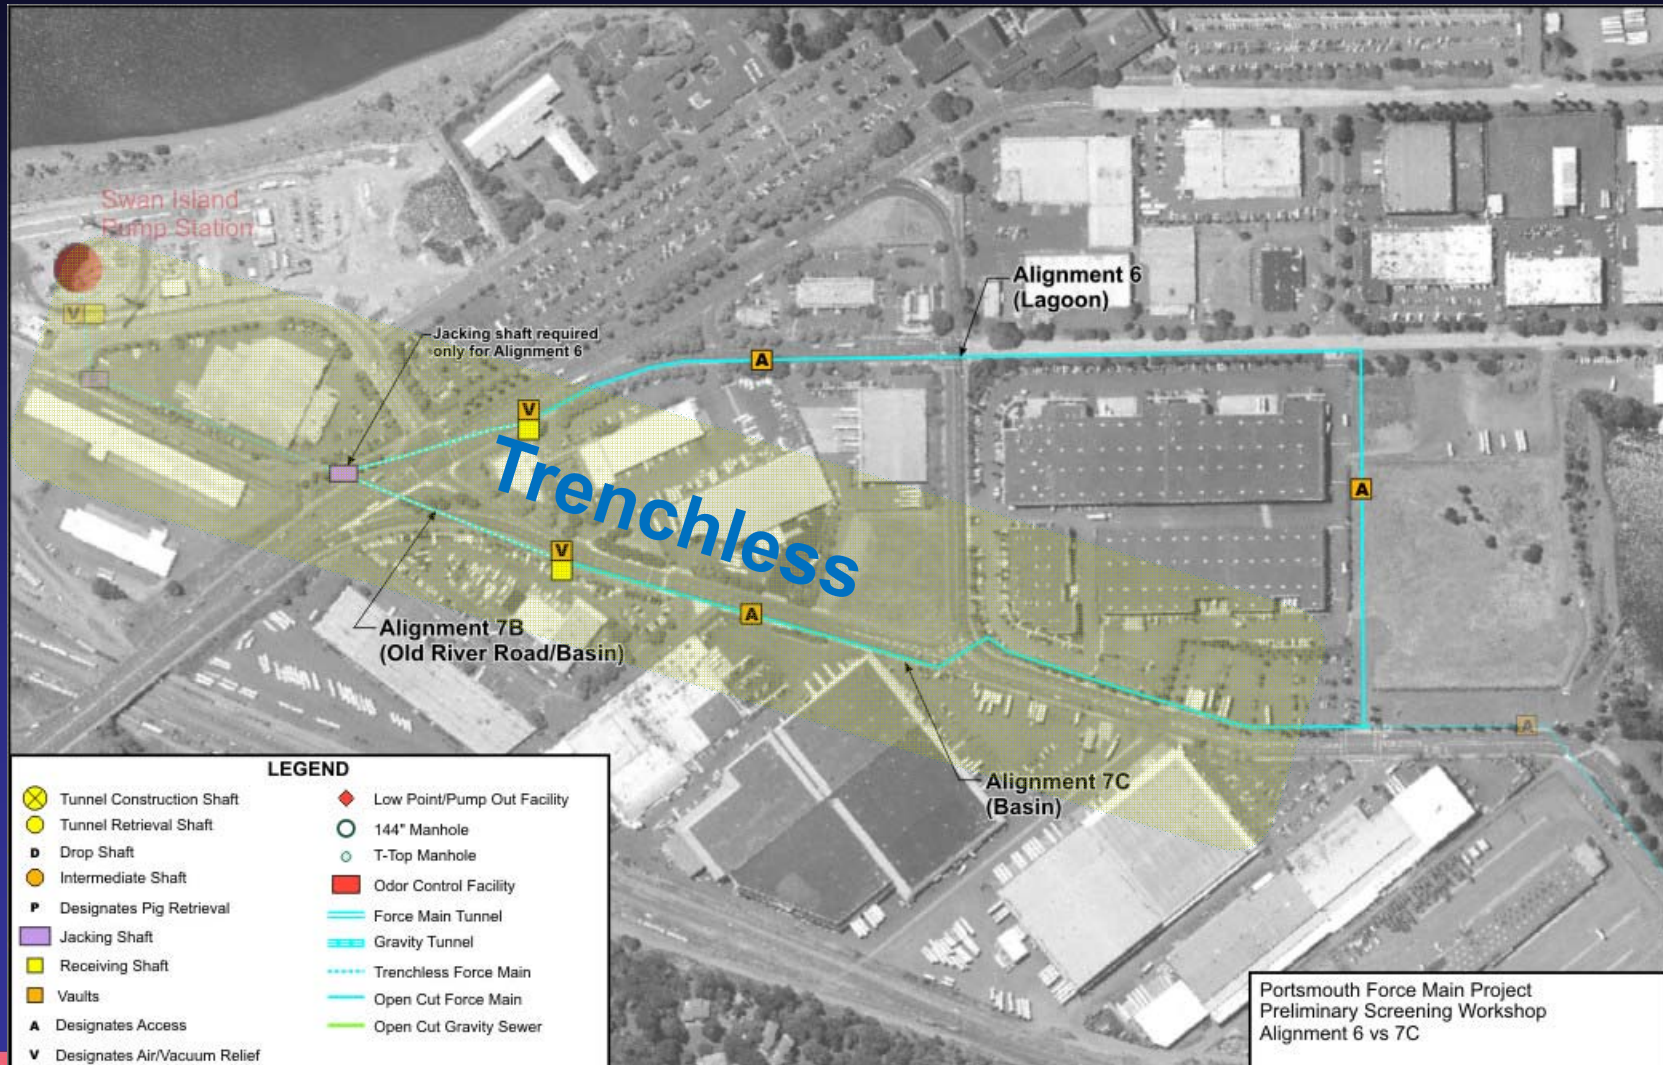 Swan Island
Pump Station
V
Jacking shaft required
only for Alignment 6
Alignment 6
(Lagoon)
A
V
A
Trenchless
V
A
Alignment 7B
(Old River Road/Basin)
Alignment 7C
(Basin)
A
LEGEND
Tunnel Construction Shaft
Tunnel Retrieval Shaft
D Drop Shaft
Intermediate Shaft
P Designates Pig Retrieval
Jacking Shaft
Receiving Shaft
Vaults
A Designates Access
V Designates Air/Vacuum Relief
Low Point/Pump Out Facility
144" Manhole
T-Top Manhole
Odor Control Facility
Force Main Tunnel
Gravity Tunnel
Trenchless Force Main
Open Cut Force Main
Open Cut Gravity Sewer
Portsmouth Force Main Project
Preliminary Screening Workshop
Alignment 6 vs 7C